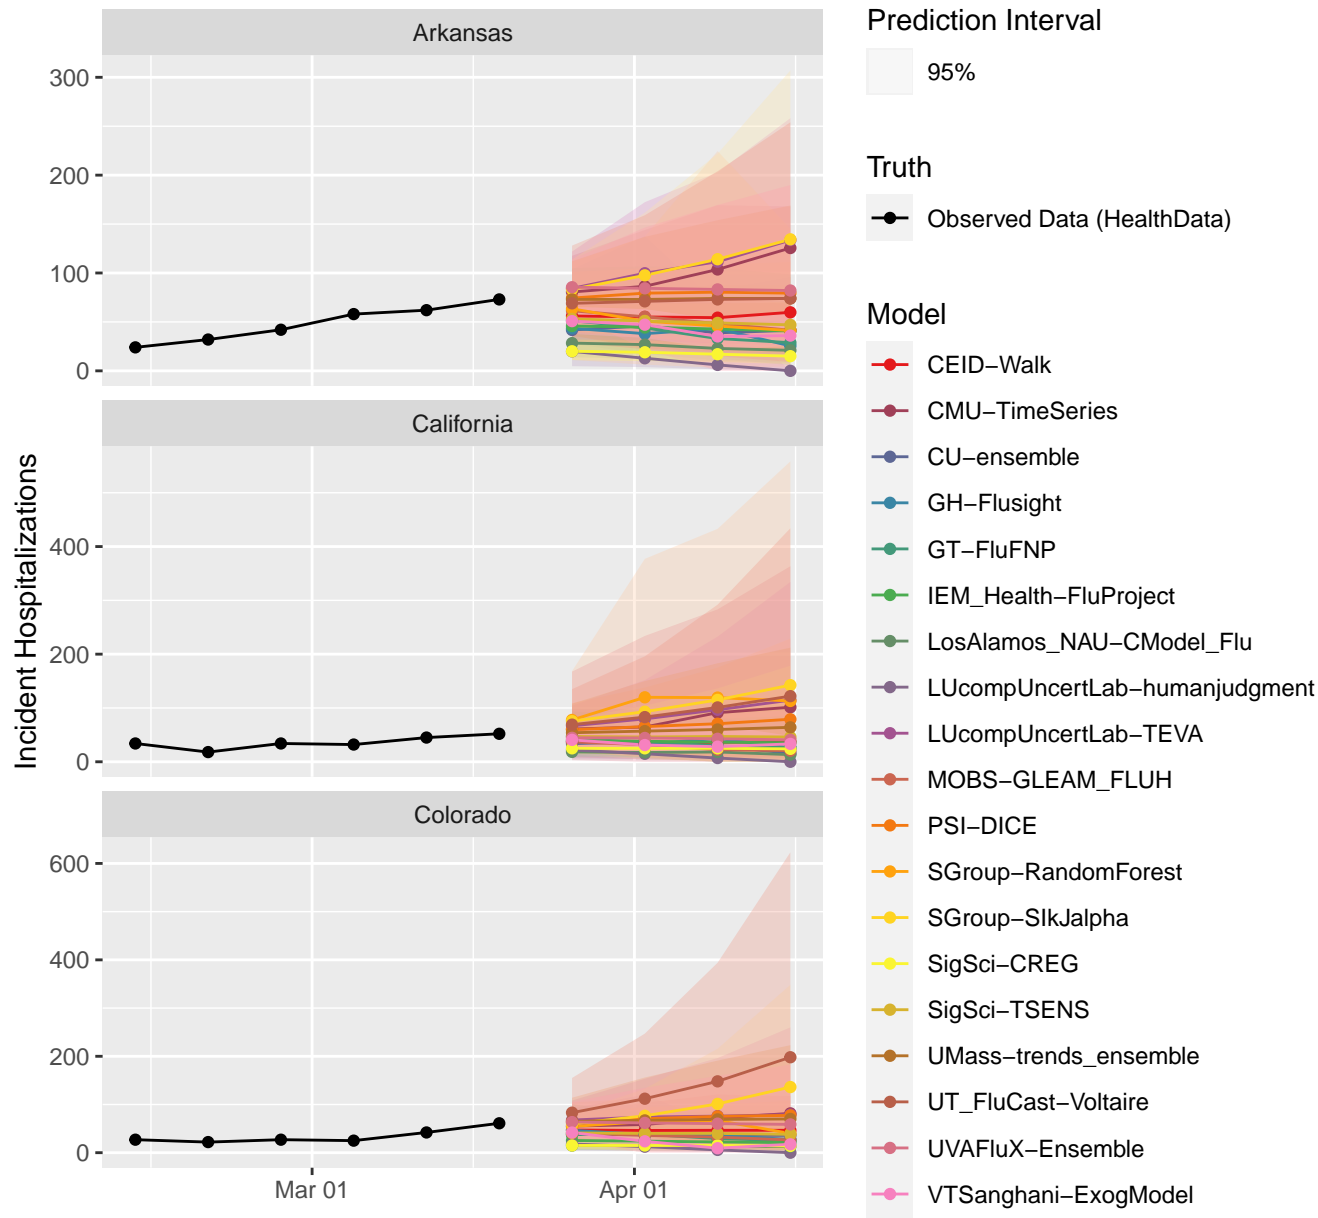 Arkansas
300
200
100
0
California
400
200
0
Colorado
600
400
200
0
Mar 01
Apr 01
Incident Hospitalizations
Prediction Interval
95%
Truth
Observed Data (HealthData)
Model
CEID−Walk
CMU−TimeSeries
CU−ensemble
GH−Flusight
GT−FluFNP
IEM_Health−FluProject
LosAlamos_NAU−CModel_Flu
LUcompUncertLab−humanjudgment
LUcompUncertLab−TEVA
MOBS−GLEAM_FLUH
PSI−DICE
SGroup−RandomForest
SGroup−SIkJalpha
SigSci−CREG
SigSci−TSENS
UMass−trends_ensemble
UT_FluCast−Voltaire
UVAFluX−Ensemble
VTSanghani−ExogModel